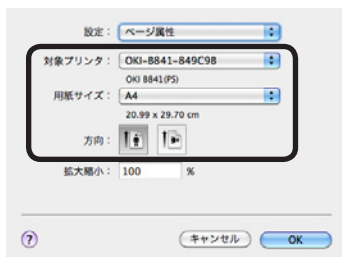 設定： ページ属性
対象プリンタ： OKI-B841-849C9B
OKI B841(PS)
用紙サイズ： A4
20.99 x 29.70 cm
方向：
拡大縮小： 100 %
? キャンセル OK